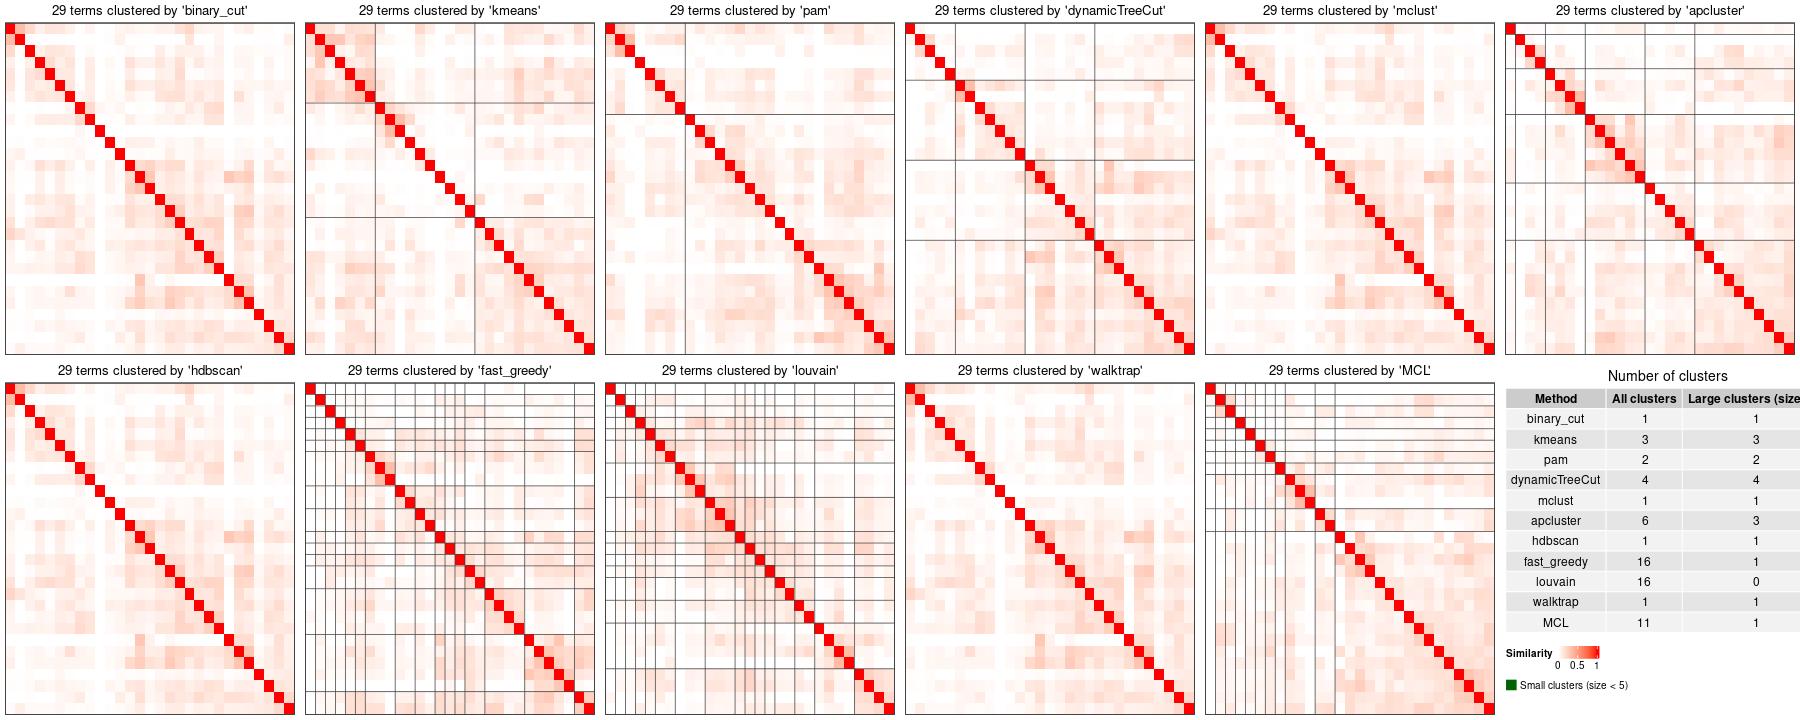 29 terms clustered by 'binary_cut'
29 terms clustered by 'kmeans'
29 terms clustered by 'pam'
29 terms clustered by 'dynamicTreeCut'
29 terms clustered by 'mclust'
29 terms clustered by 'apcluster'
29 terms clustered by 'hdbscan'
29 terms clustered by 'fast_greedy'
29 terms clustered by 'louvain'
29 terms clustered by 'walktrap'
29 terms clustered by 'MCL'
Number of clusters
Method All clusters Large clusters (size
binary_cut 1 1
kmeans 3 3
pam 2 2
dynamicTreeCut 4 4
mclust 1 1
apcluster 6 3
hdbscan 1 1
fast_greedy 16 1
louvain 16 0
walktrap 1 1
MCL 11 1
Similarity
0 0.5 1
Small clusters (size < 5)